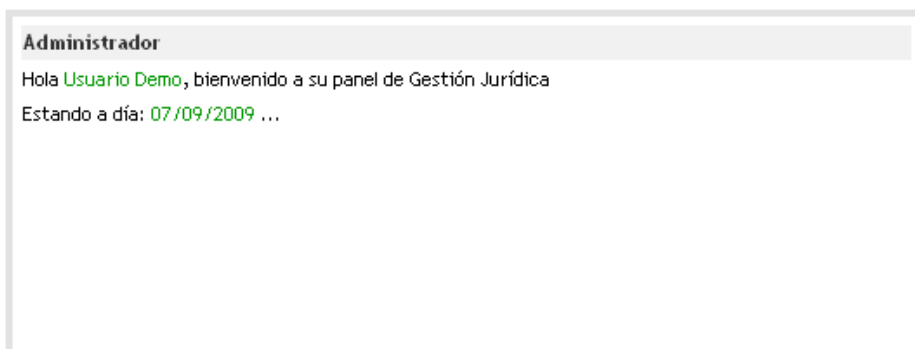 Administrador
Hola Usuario Demo, bienvenido a su panel de Gestión Jurídica
Estando a día: 07/09/2009 ...